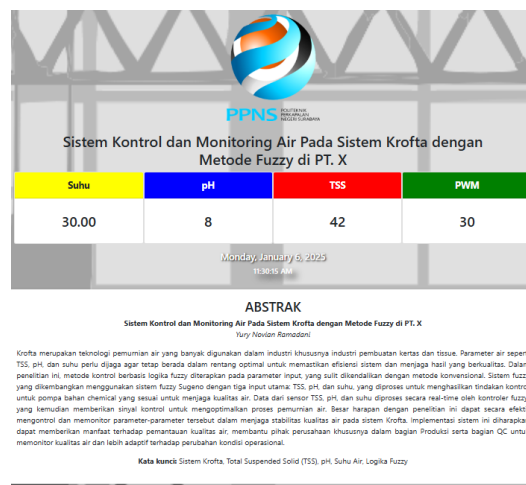 PPNS POLITEKNIK
PERKAPALAN
NEGERI SURABAYA
Sistem Kontrol dan Monitoring Air Pada Sistem Krofta dengan
Metode Fuzzy di PT. X
Suhu pH TSS PWM
30.00 8 42 30
Monday, January 6, 2025
11:30:15 AM
ABSTRAK
Sistem Kontrol dan Monitoring Air Pada Sistem Krofta dengan Metode Fuzzy di PT. X
Yury Novian Ramadani
Krofta merupakan teknologi pemurnian air yang banyak digunakan dalam industri khususnya industri pembuatan kertas dan tissue. Parameter air sepert
TSS, pH, dan suhu perlu dijaga agar tetap berada dalam rentang optimal untuk memastikan efisiensi sistem dan menjaga hasil yang berkualitas. Dalam
penelitian ini, metode kontrol berbasis logika fuzzy diterapkan pada parameter input, yang sulit dikendalikan dengan metode konvensional. Sistem fuzzy
yang dikembangkan menggunakan sistem fuzzy Sugeno dengan tiga input utama: TSS, pH, dan suhu, yang diproses untuk menghasilkan tindakan kontro
untuk pompa bahan chemical yang sesuai untuk menjaga kualitas air. Data dari sensor TSS, pH, dan suhu diproses secara real-time oleh kontroler fuzzy,
yang kemudian memberikan sinyal kontrol untuk mengoptimalkan proses pemurnian air. Besar harapan dengan penelitian ini dapat secara efekti
mengontrol dan memonitor parameter-parameter tersebut dalam menjaga stabilitas kualitas air pada sistem Krofta. Implementasi sistem ini diharapka
dapat memberikan manfaat terhadap pemantauan kualitas air, membantu pihak perusahaan khususnya dalam bagian Produksi serta bagian QC untu
memonitor kualitas air dan lebih adaptif terhadap perubahan kondisi operasional.
Kata kunci: Sistem Krofta, Total Suspended Solid (TSS), pH, Suhu Air, Logika Fuzzy